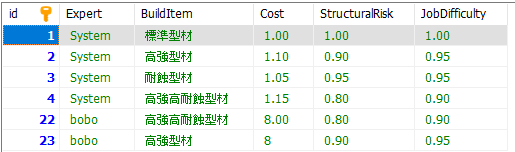 id Expert BuildItem Cost StructuralRisk JobDifficulty
1 System 標準型材 1.00 1.00 1.00
2 System 高強型材 1.10 0.90 0.95
3 System 耐蝕型材 1.05 0.95 0.95
4 System 高強高耐蝕型材 1.15 0.80 0.90
22 bobo 高強高耐蝕型材 8.00 0.80 0.90
23 bobo 高強型材 8 0.90 0.95